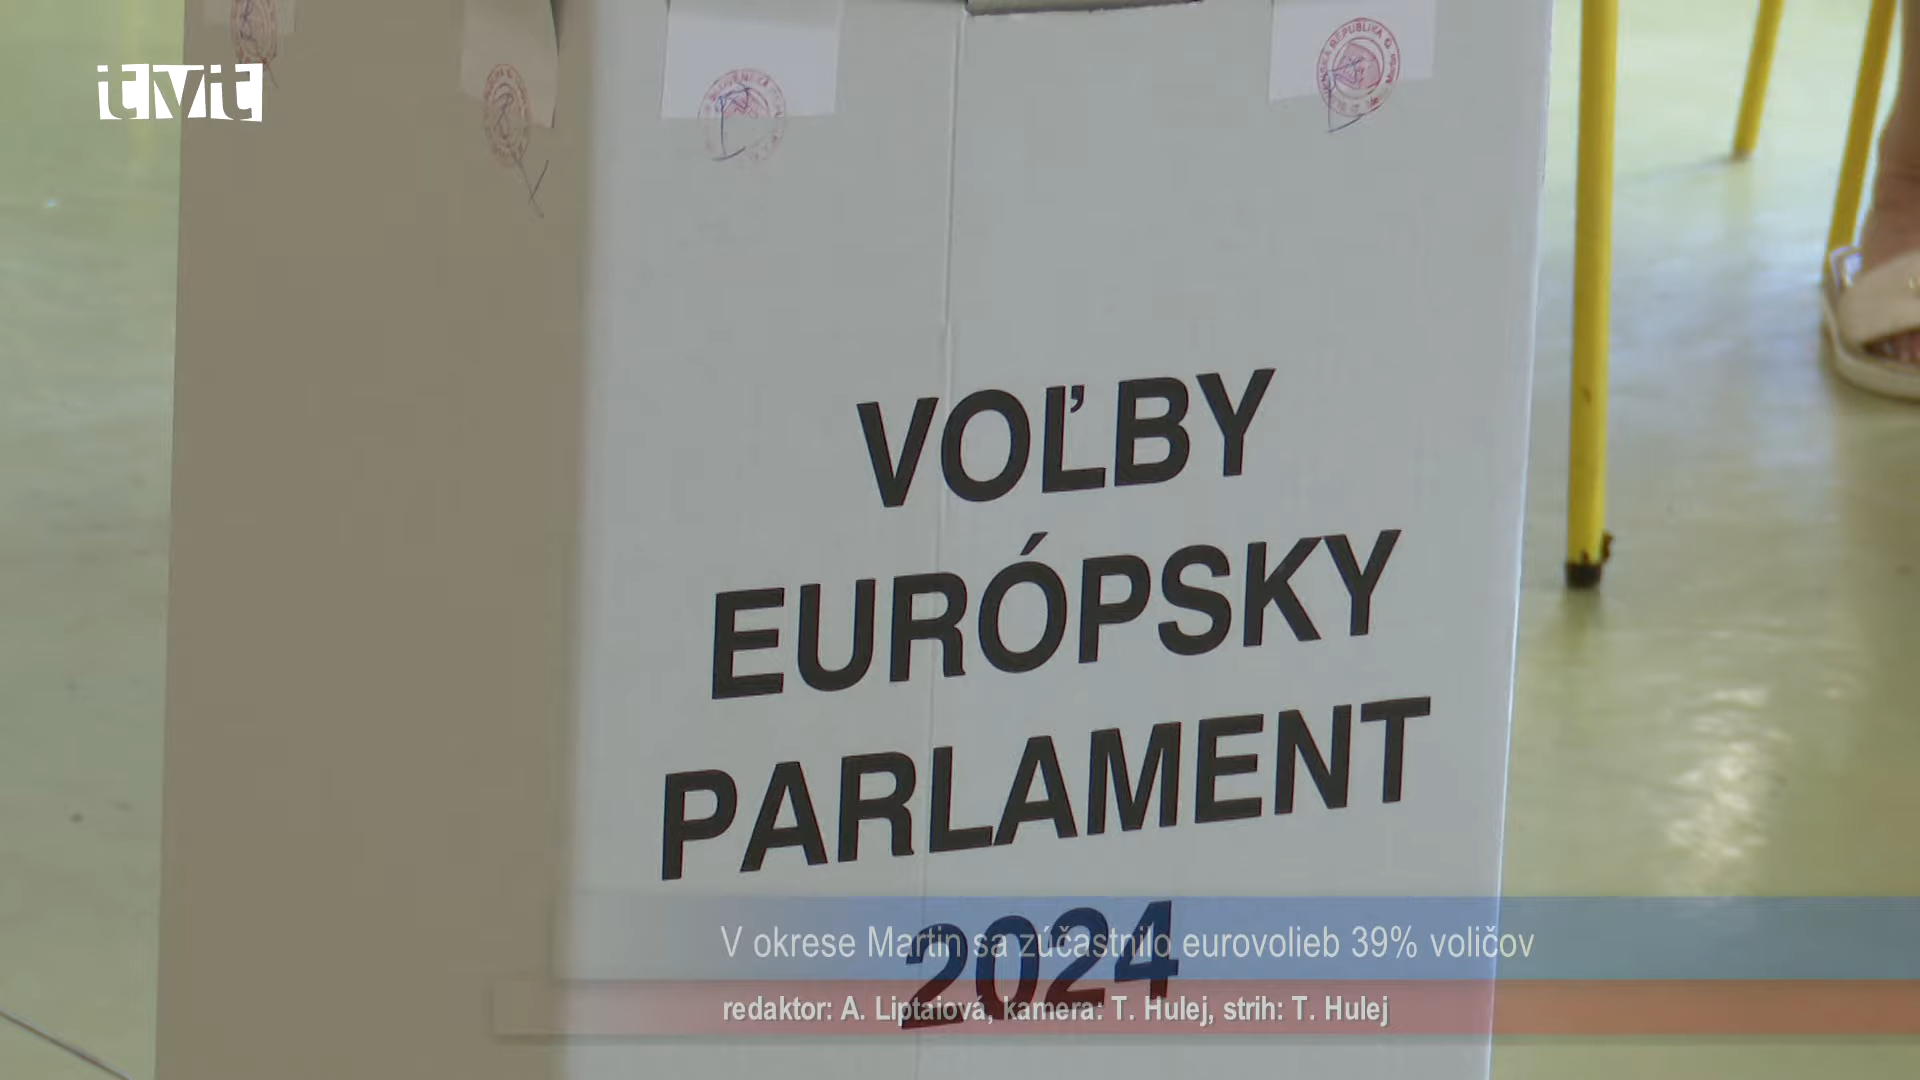 tvit
VOĽBY
EURÓPSKY
PARLAMENT
2024
V okrese Martin sa zúčastnilo eurovolieb 39% voličov
redaktor: A. Liptaiová, kamera: T. Hulej, strih: T. Hulej